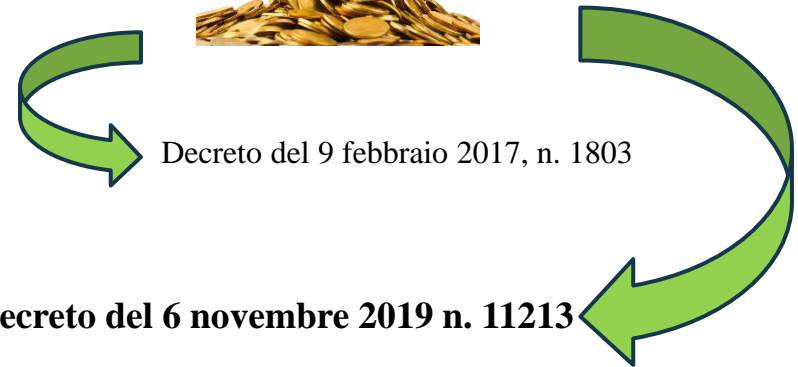 Decreto del 9 febbraio 2017, n. 1803
ecreto del 6 novembre 2019 n. 11213